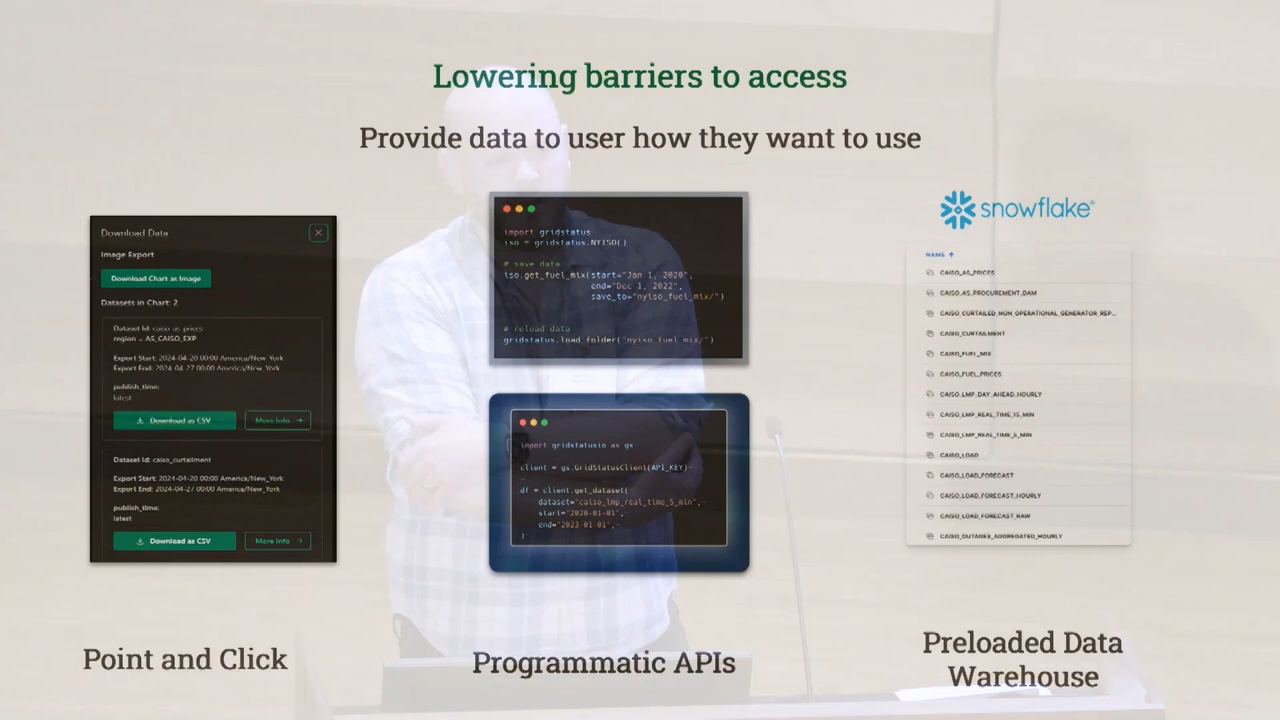 Lowering barriers to access
Provide data to user how they want to use
Download Data
Image Export
Download Chart as Image
Datasets in Chart: 2
Dataset Id: caiso_as_prices
region = AS_CAISO_EXP
Export Start: 2024-04-20 00:00 America/New_York
Export End: 2024-04-27 00:00 America/New_York
publish_time:
latest
Download as CSV
More Info →
Dataset Id: caiso_curtailment
Export Start: 2024-04-20 00:00 America/New_York
Export End: 2024-04-27 00:00 America/New_York
publish_time:
latest
Download as CSV
More Info →
Point and Click
import gridstatus
iso = gridstatus.NYISO()
# save data
iso.get_fuel_mix(start="Jan 1, 2020",
end="Dec 1, 2022",
save_to="nyiso_fuel_mix/")
# reload data
gridstatus.load_folder("nyiso_fuel_mix/")
import gridstatusio as gs
client = gs.GridStatusClient(API_KEY)
df = client.get_dataset(
dataset="caiso_lmp_real_time_5_min",
start="2020-01-01",
end="2023-01-01",
)
Programmatic APIs
snowflake®
NAME ↑
CAISO_AS_PRICES
CAISO_AS_PROCUREMENT_DAM
CAISO_CURTAILED_NON_OPERATIONAL_GENERATOR_REP...
CAISO_CURTAILMENT
CAISO_FUEL_MIX
CAISO_FUEL_PRICES
CAISO_LMP_DAY_AHEAD_HOURLY
CAISO_LMP_REAL_TIME_15_MIN
CAISO_LMP_REAL_TIME_5_MIN
CAISO_LOAD
CAISO_LOAD_FORECAST
CAISO_LOAD_FORECAST_HOURLY
CAISO_LOAD_FORECAST_RAW
CAISO_OUTAGES_AGGREGATED_HOURLY
Preloaded Data
Warehouse